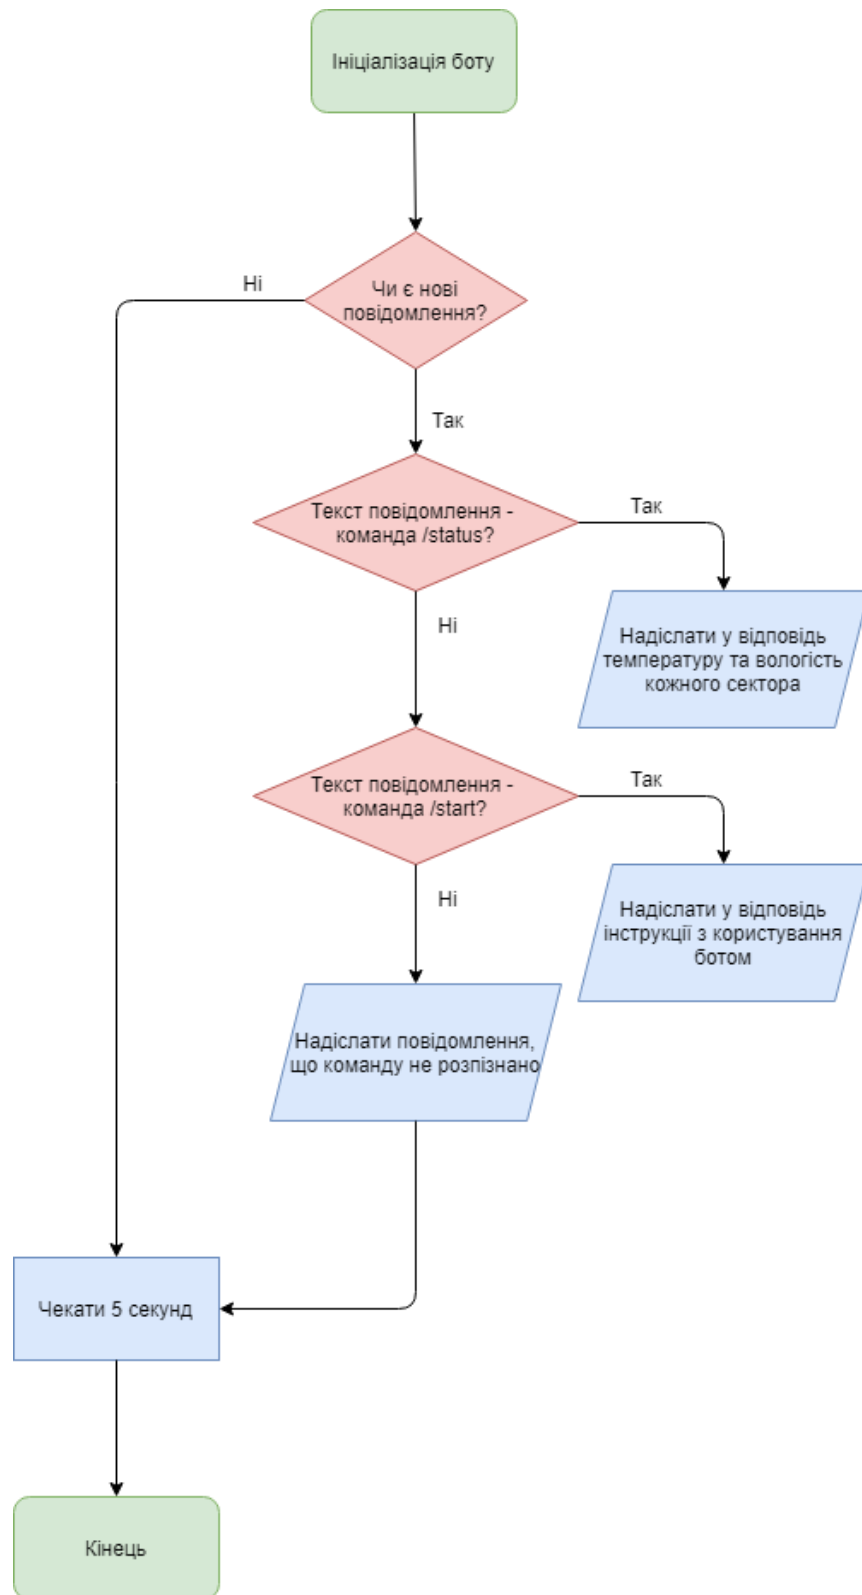 Ініціалізація боту
Чи є нові
повідомлення?
Ні
Так
Текст повідомлення -
команда /status?
Так
Ні
Надіслати у відповідь
температуру та вологість
кожного сектора
Текст повідомлення -
команда /start?
Так
Ні
Надіслати у відповідь
інструкції з користування
ботом
Надіслати повідомлення,
що команду не розпізнано
Чекати 5 секунд
Кінець